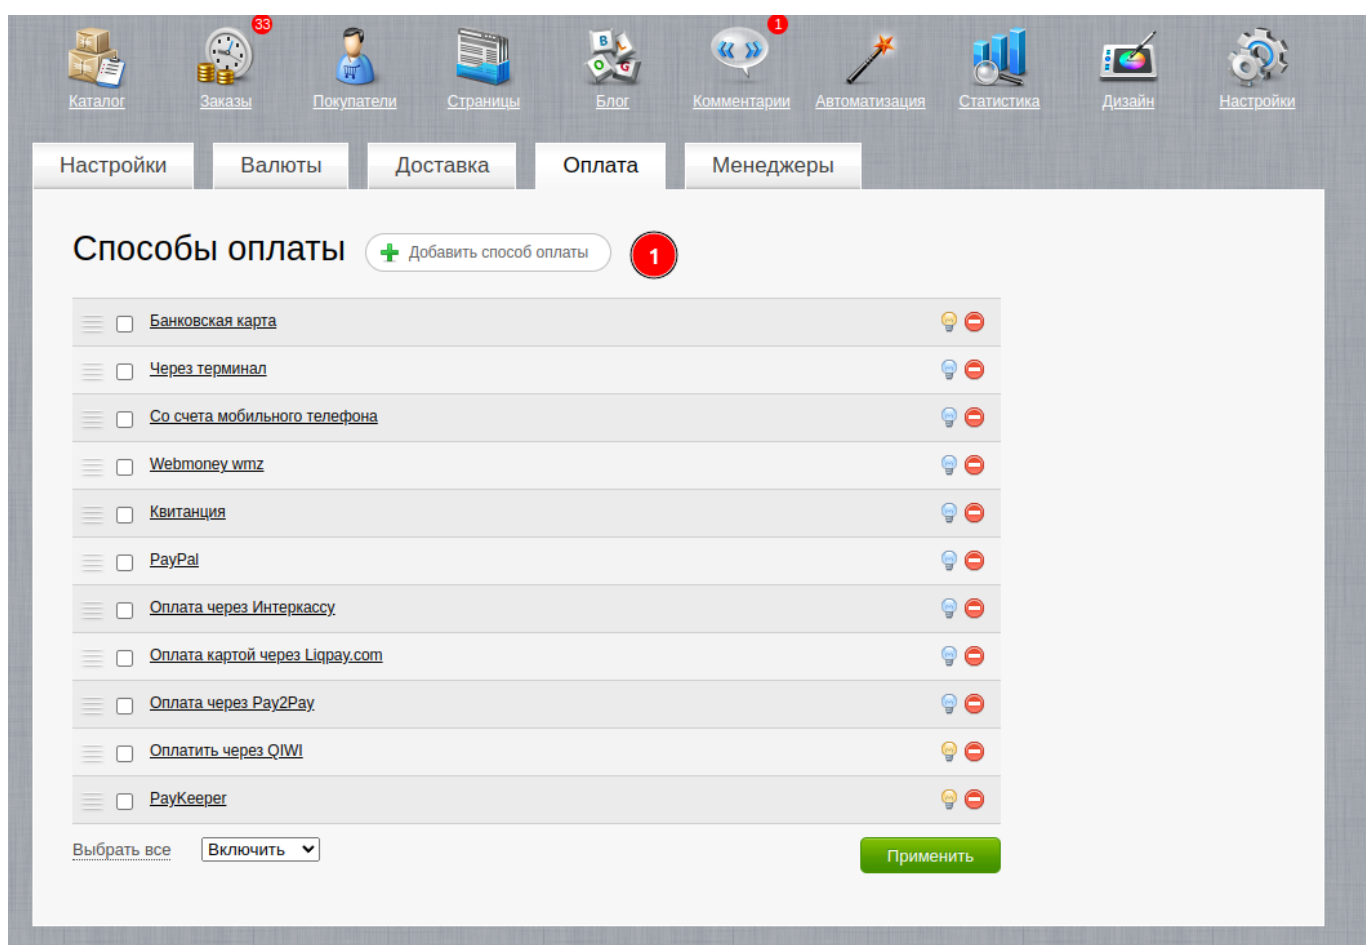 33
1
B L O G
Каталог Заказы Покупатели Страницы Блог Комментарии Автоматизация Статистика Дизайн Настройки
Настройки Валюты Доставка Оплата Менеджеры
Способы оплаты Добавить способ оплаты 1
Банковская карта
Через терминал
Со счета мобильного телефона
Webmoney wmz
Квитанция
PayPal
Оплата через Интеркассу
Оплата картой через Liqpay.com
Оплата через Pay2Pay
Оплатить через QIWI
PayKeeper
Выбрать все Включить Применить